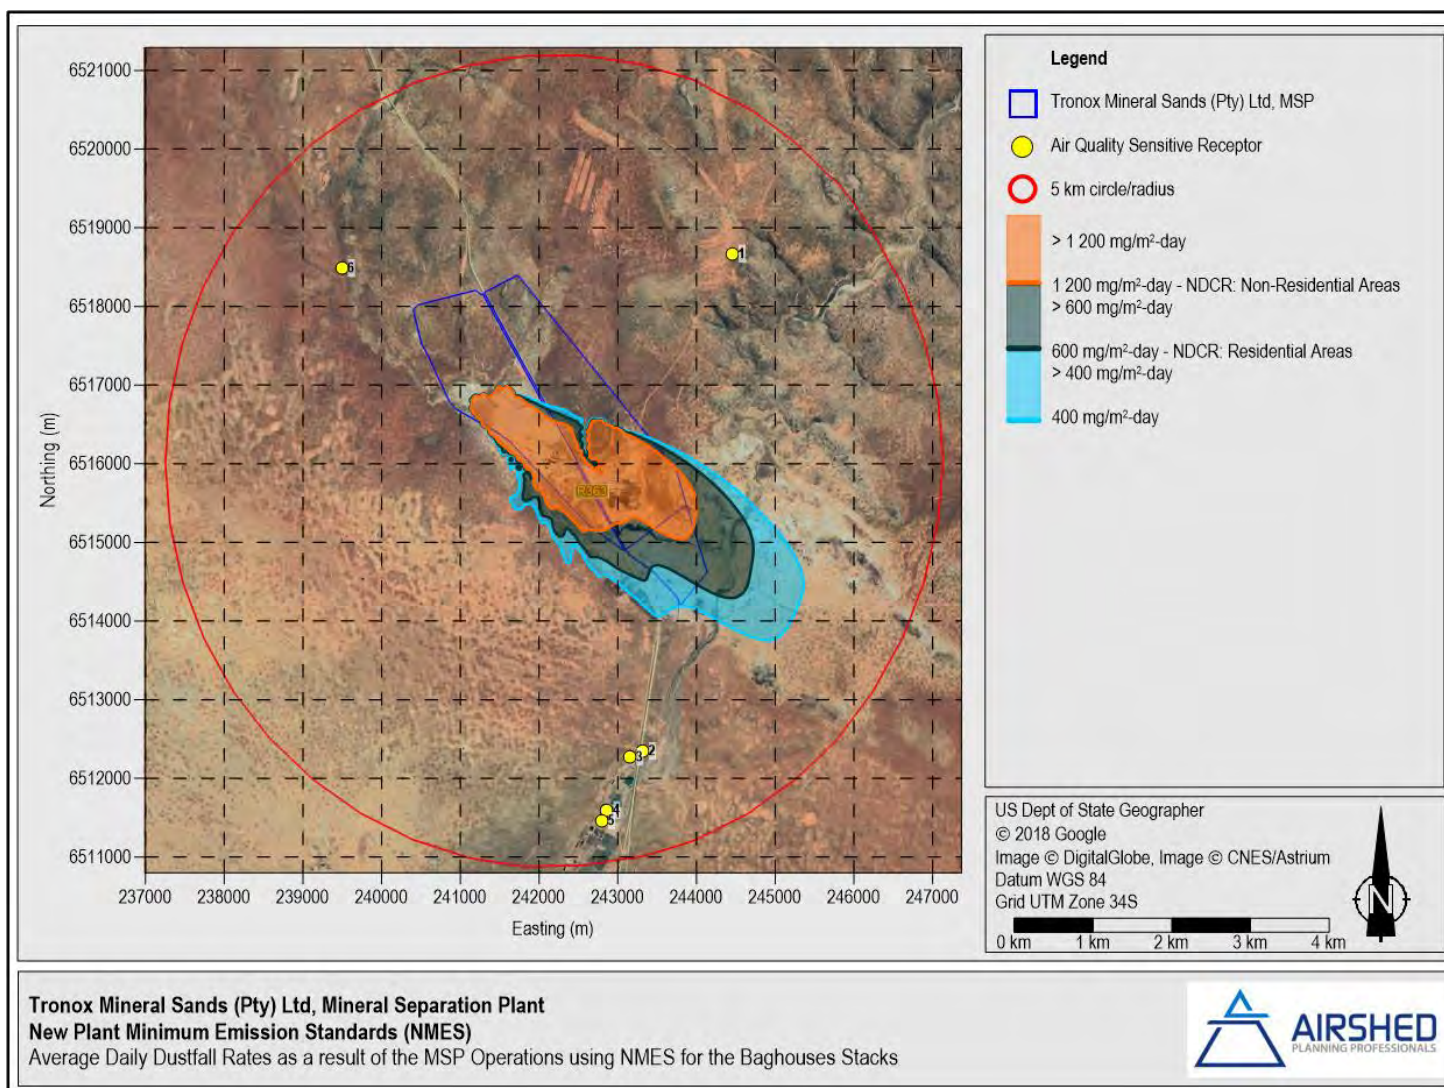 6521000
6520000
6519000
6518000
6517000
6516000
6515000
6514000
6513000
6512000
6511000
Northing (m)
1
6
R363
2
3
4
5
237000 238000 239000 240000 241000 242000 243000 244000 245000 246000 247000
Easting (m)
Legend
Tronox Mineral Sands (Pty) Ltd, MSP
Air Quality Sensitive Receptor
5 km circle/radius
> 1 200 mg/m²-day
1 200 mg/m²-day - NDCR: Non-Residential Areas
> 600 mg/m²-day
600 mg/m²-day - NDCR: Residential Areas
> 400 mg/m²-day
400 mg/m²-day
US Dept of State Geographer
© 2018 Google
Image © DigitalGlobe, Image © CNES/Astrium
Datum WGS 84
Grid UTM Zone 34S
0 km 1 km 2 km 3 km 4 km
N
Tronox Mineral Sands (Pty) Ltd, Mineral Separation Plant
New Plant Minimum Emission Standards (NMES)
Average Daily Dustfall Rates as a result of the MSP Operations using NMES for the Baghouses Stacks
AIRSHED
PLANNING PROFESSIONALS